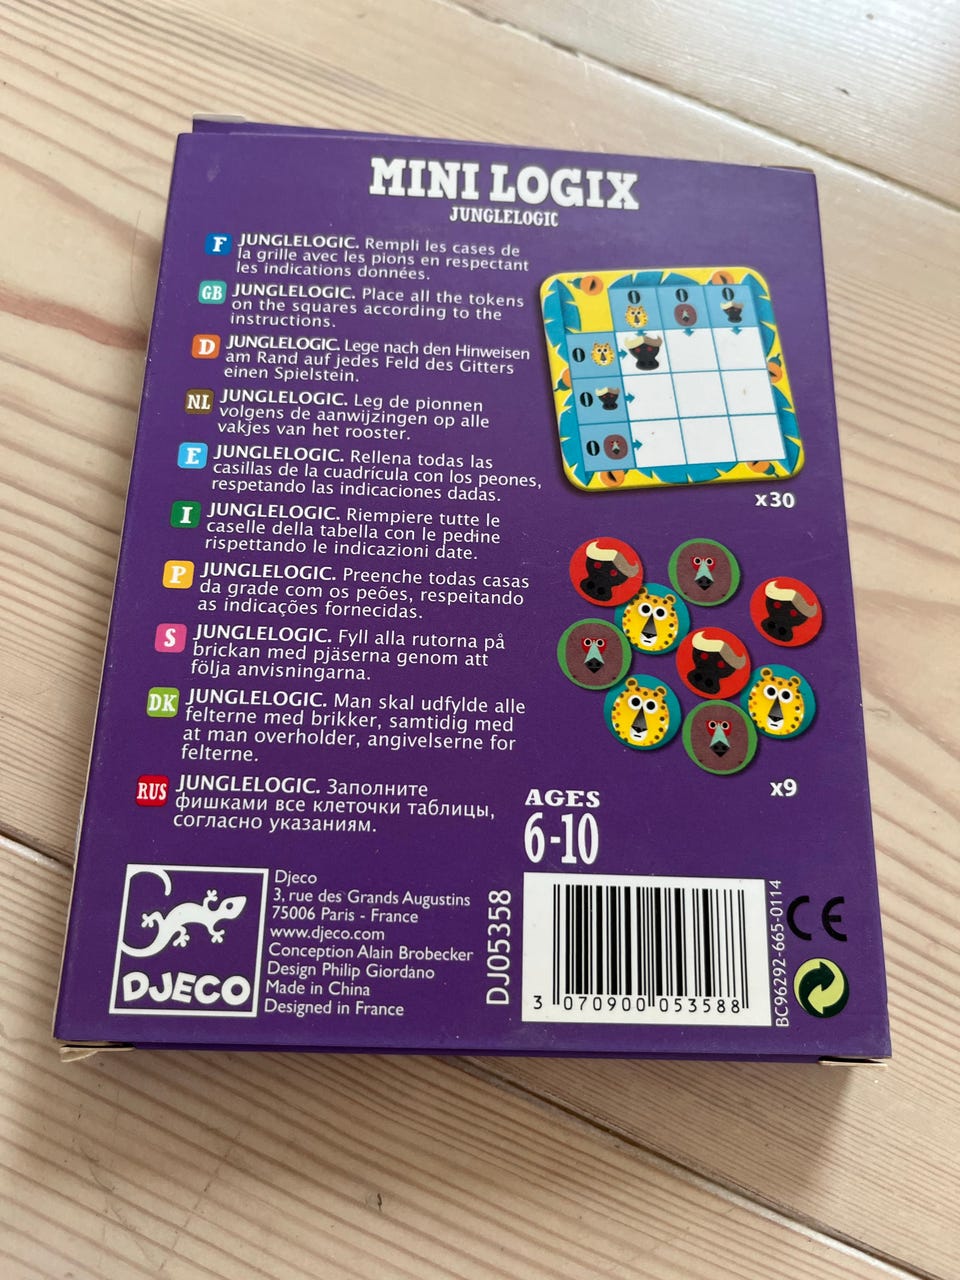 MINI LOGIX
JUNGLELOGIC
F JUNGLELOGIC. Rempli les cases de
la grille avec les pions en respectant
les indications données.
GB JUNGLELOGIC. Place all the tokens
on the squares according to the
instructions.
D JUNGLELOGIC. Lege nach den Hinweisen
am Rand auf jedes Feld des Gitters
einen Spielstein.
NL JUNGLELOGIC. Leg de pionnen
volgens de aanwijzingen op alle
vakjes van het rooster.
E JUNGLELOGIC. Rellena todas las
casillas de la cuadrícula con los peones,
respetando las indicaciones dadas.
I JUNGLELOGIC. Riempiere tutte le
caselle della tabella con le pedine
rispettando le indicazioni date.
P JUNGLELOGIC. Preenche todas casas
da grade com os peões, respeitando
as indicações fornecidas.
S JUNGLELOGIC. Fyll alla rutorna på
brickan med pjäserna genom att
följa anvisningarna.
DK JUNGLELOGIC. Man skal udfylde alle
felterne med brikker, samtidig med
at man overholder, angivelserne for
felterne.
RUS JUNGLELOGIC. Заполните
фишками все клеточки таблицы,
согласно указаниям.
0 0 0
0
0
0
x30
x9
AGES
6-10
DJECO
Djeco
3, rue des Grands Augustins
75006 Paris - France
www.djeco.com
Conception Alain Brobecker
Design Philip Giordano
Made in China
Designed in France
DJ05358
3 070900 053588
BC96292-665-0114
CE